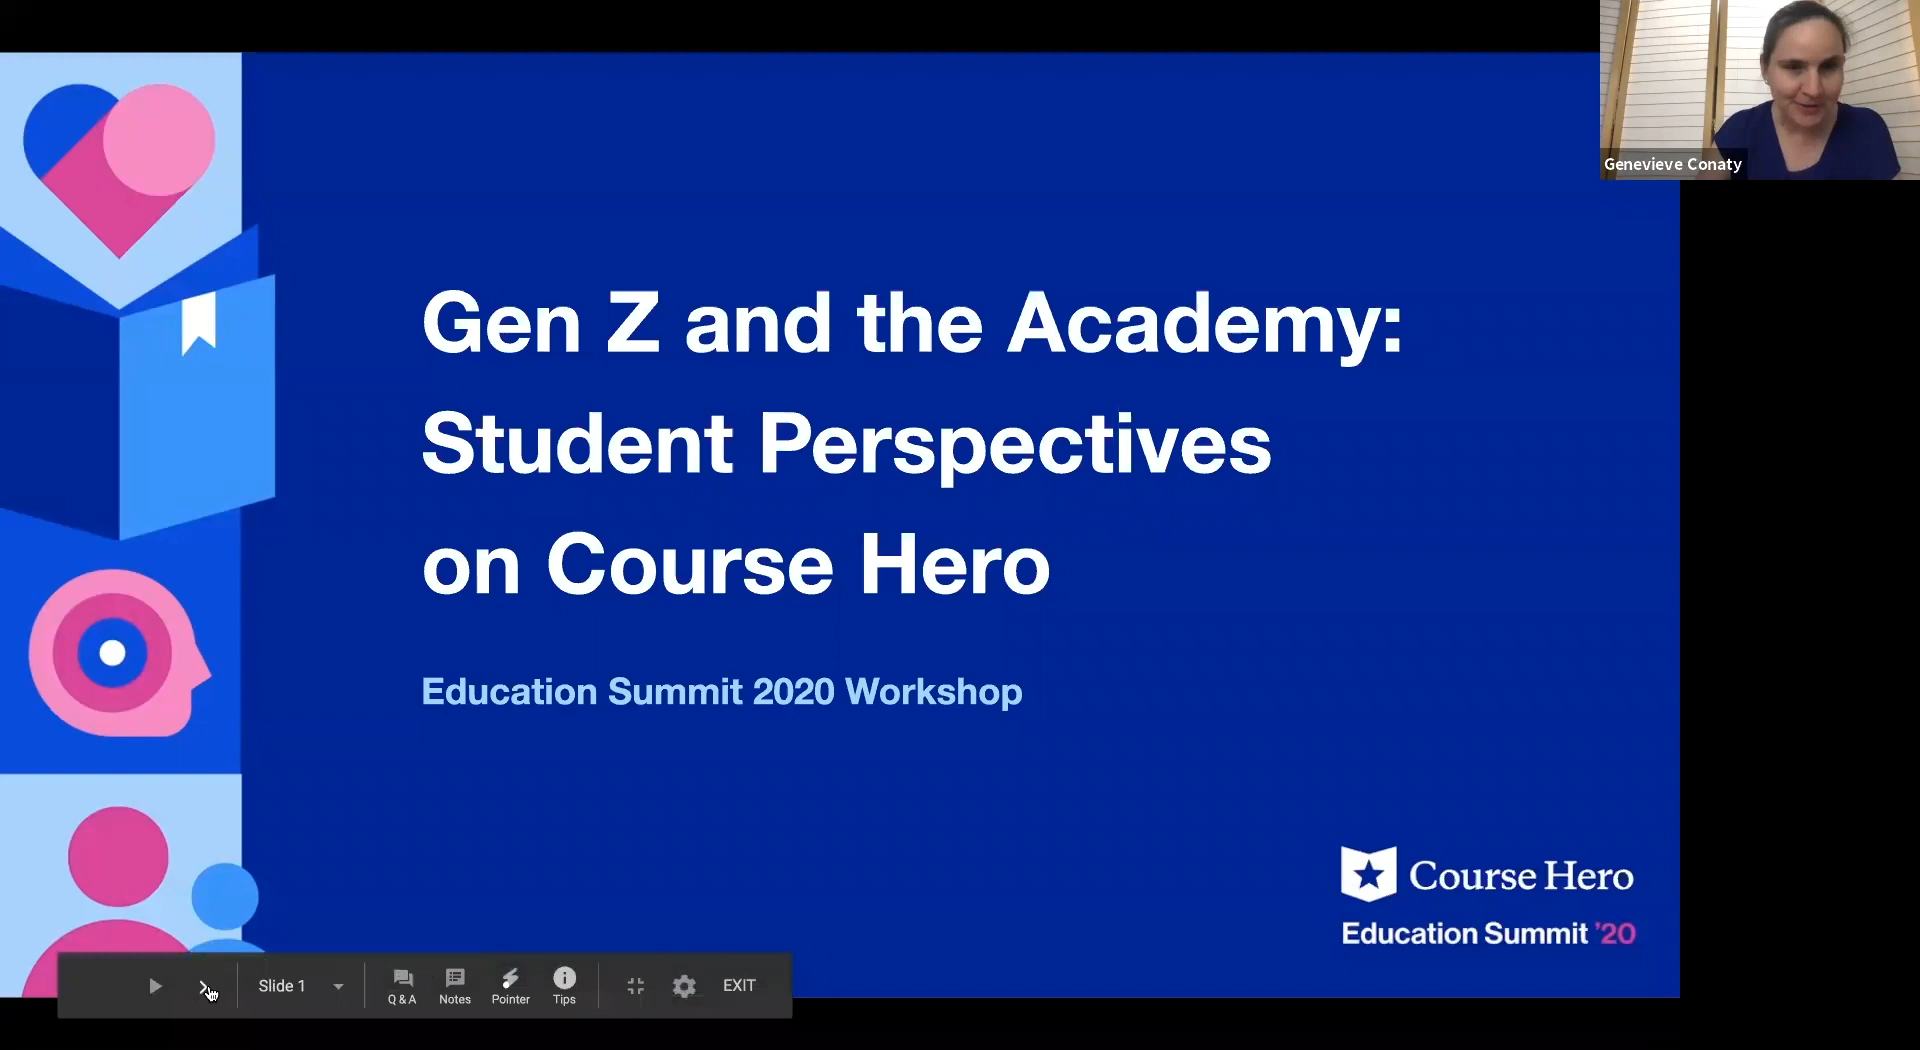 Genevieve Conaty
Gen Z and the Academy:
Student Perspectives
on Course Hero
Education Summit 2020 Workshop
Course Hero
Education Summit '20
Slide 1
Q & A
Notes
Pointer
Tips
EXIT